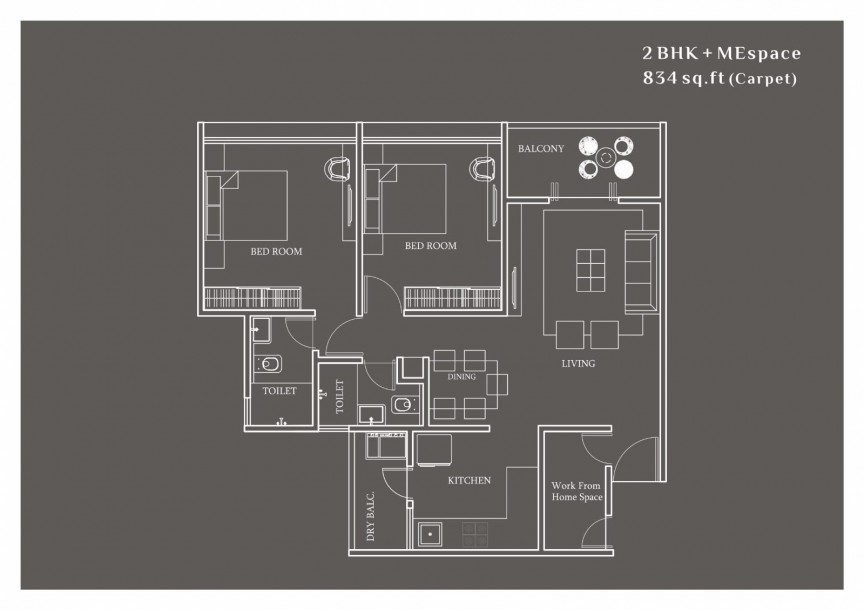 2 BHK + MEspace
834 sq.ft (Carpet)
BALCONY
BED ROOM
BED ROOM
LIVING
DINING
TOILET
TOILET
KITCHEN
DRY BALC.
Work From
Home Space